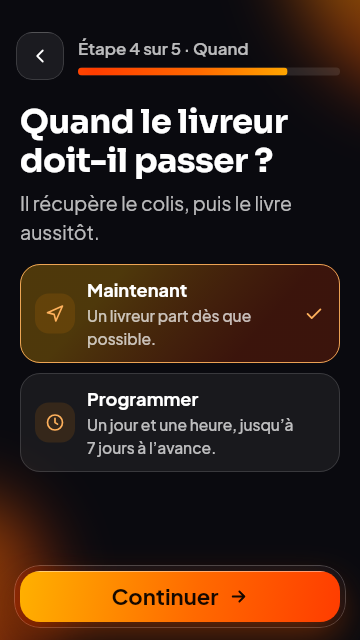 Étape 4 sur 5 · Quand
Quand le livreur
doit-il passer ?
Il récupère le colis, puis le livre
aussitôt.
Maintenant
Un livreur part dès que
possible.
Programmer
Un jour et une heure, jusqu’à
7 jours à l’avance.
Continuer →